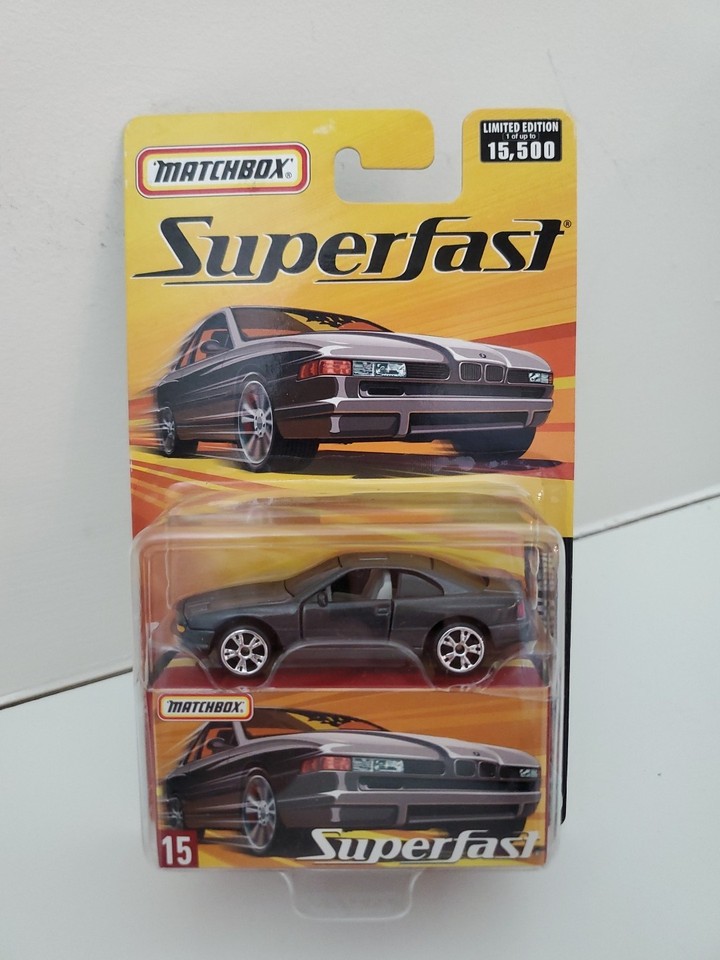 MATCHBOX®
LIMITED EDITION
1 of up to
15,500
Superfast®
MATCHBOX®
15
Superfast